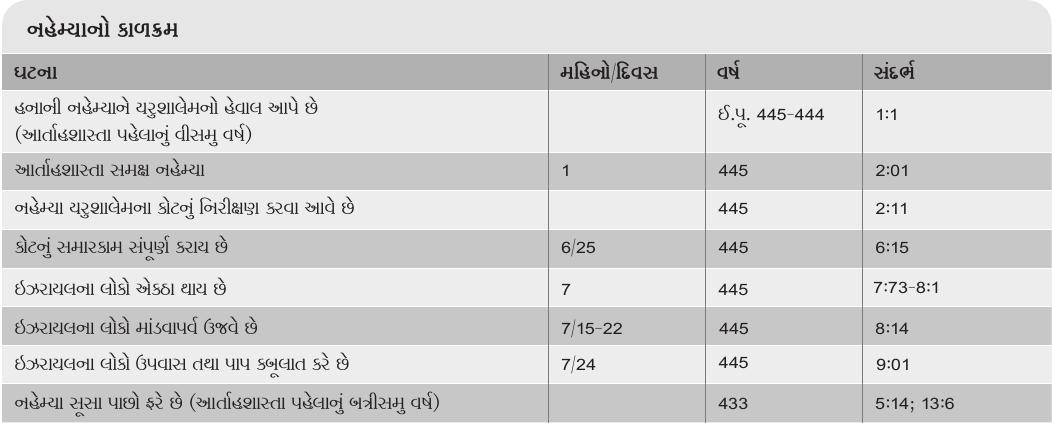 નહેમ્યાનો કાળક્રમ
ઘટના મહિનો/દિવસ વર્ષ સંદર્ભ
હનાની નહેમ્યાને યરુશાલેમનો હેવાલ આપે છે
(આર્તાહશાસ્તા પહેલાનું વીસમુ વર્ષ) ઈ.પૂ. 445-444 1:1
આર્તાહશાસ્તા સમક્ષ નહેમ્યા 1 445 2:01
નહેમ્યા યરુશાલેમના કોટનું નિરીક્ષણ કરવા આવે છે 445 2:11
કોટનું સમારકામ સંપૂર્ણ કરાય છે 6/25 445 6:15
ઇઝરાયલના લોકો એકઠા થાય છે 7 445 7:73-8:1
ઇઝરાયલના લોકો માંડવાપર્વ ઉજવે છે 7/15-22 445 8:14
ઇઝરાયલના લોકો ઉપવાસ તથા પાપ કબૂલાત કરે છે 7/24 445 9:01
નહેમ્યા સૂસા પાછો ફરે છે (આર્તાહશાસ્તા પહેલાનું બત્રીસમુ વર્ષ) 433 5:14; 13:6